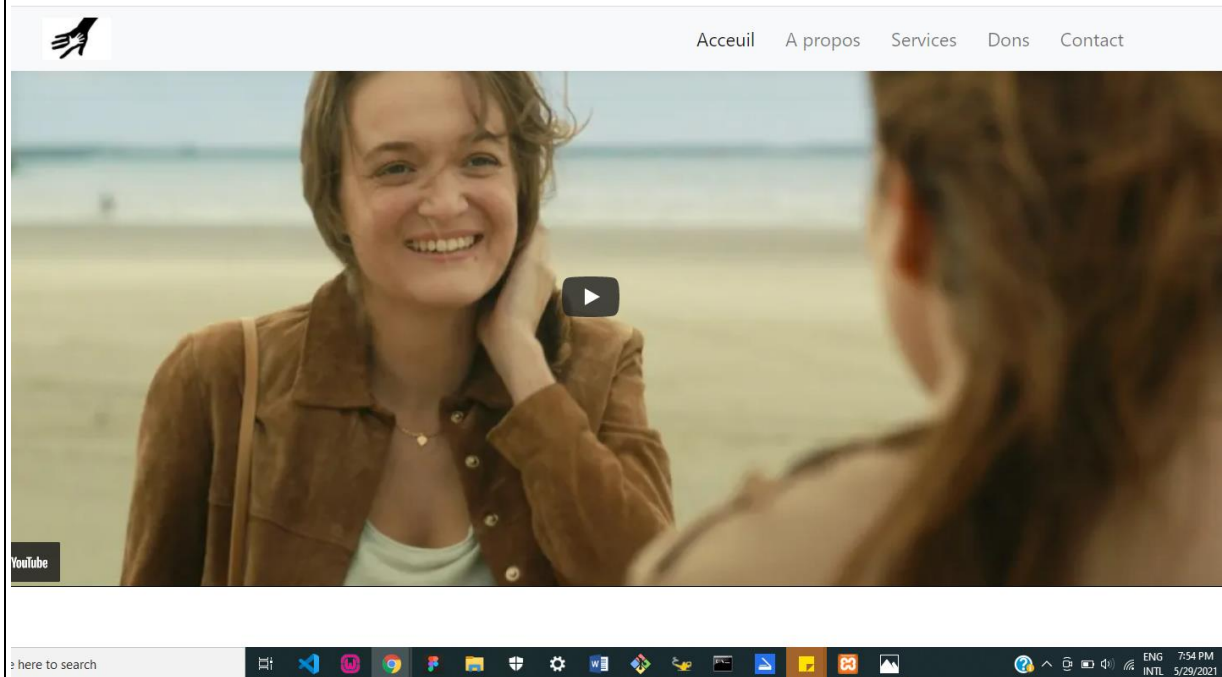 Acceuil A propos Services Dons Contact
YouTube
e here to search
ENG 7:54 PM
INTL 5/29/2021